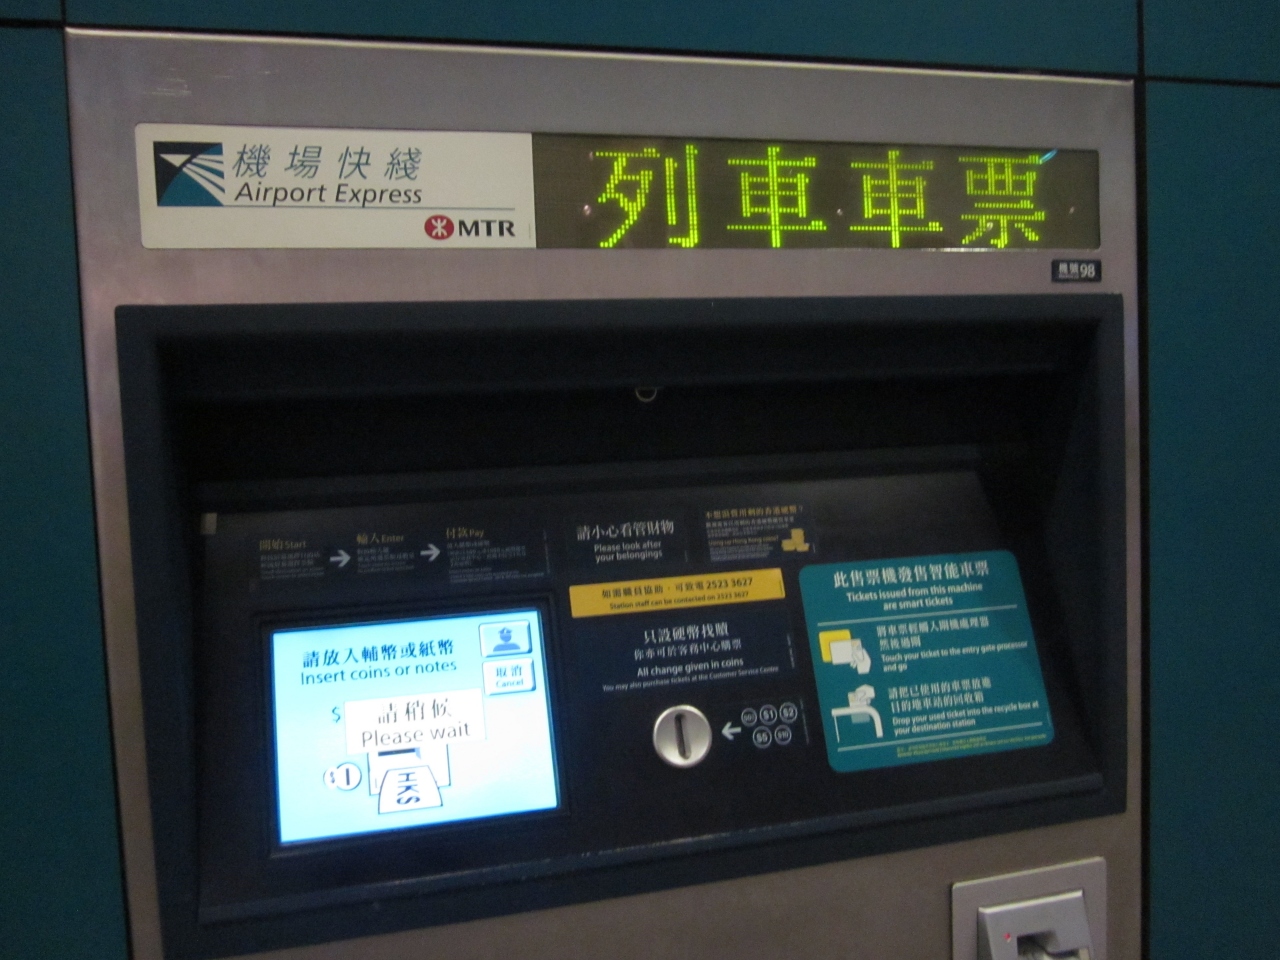 機場快綫
Airport Express
MTR
列車車票
機號 98
開始 Start
輸入 Enter
付款 Pay
請小心看管財物
Please look after
your belongings
如需職員協助，可致電 2523 3627
Station staff can be contacted on 2523 3627
只設硬幣找贖
你亦可於客務中心購票
All change given in coins
You may also purchase tickets at the Customer Service Centre
$1 $2
$5
請放入輔幣或紙幣
Insert coins or notes
取消
Cancel
$
請稍候
Please wait
$1
HK$
此售票機發售智能車票
Tickets issued from this machine
are smart tickets
將車票輕觸入閘機處理器
然後過閘
Touch your ticket to the entry gate processor
and go
請把已使用的車票放進
目的地車站的回收箱
Drop your used ticket into the recycle box at
your destination station